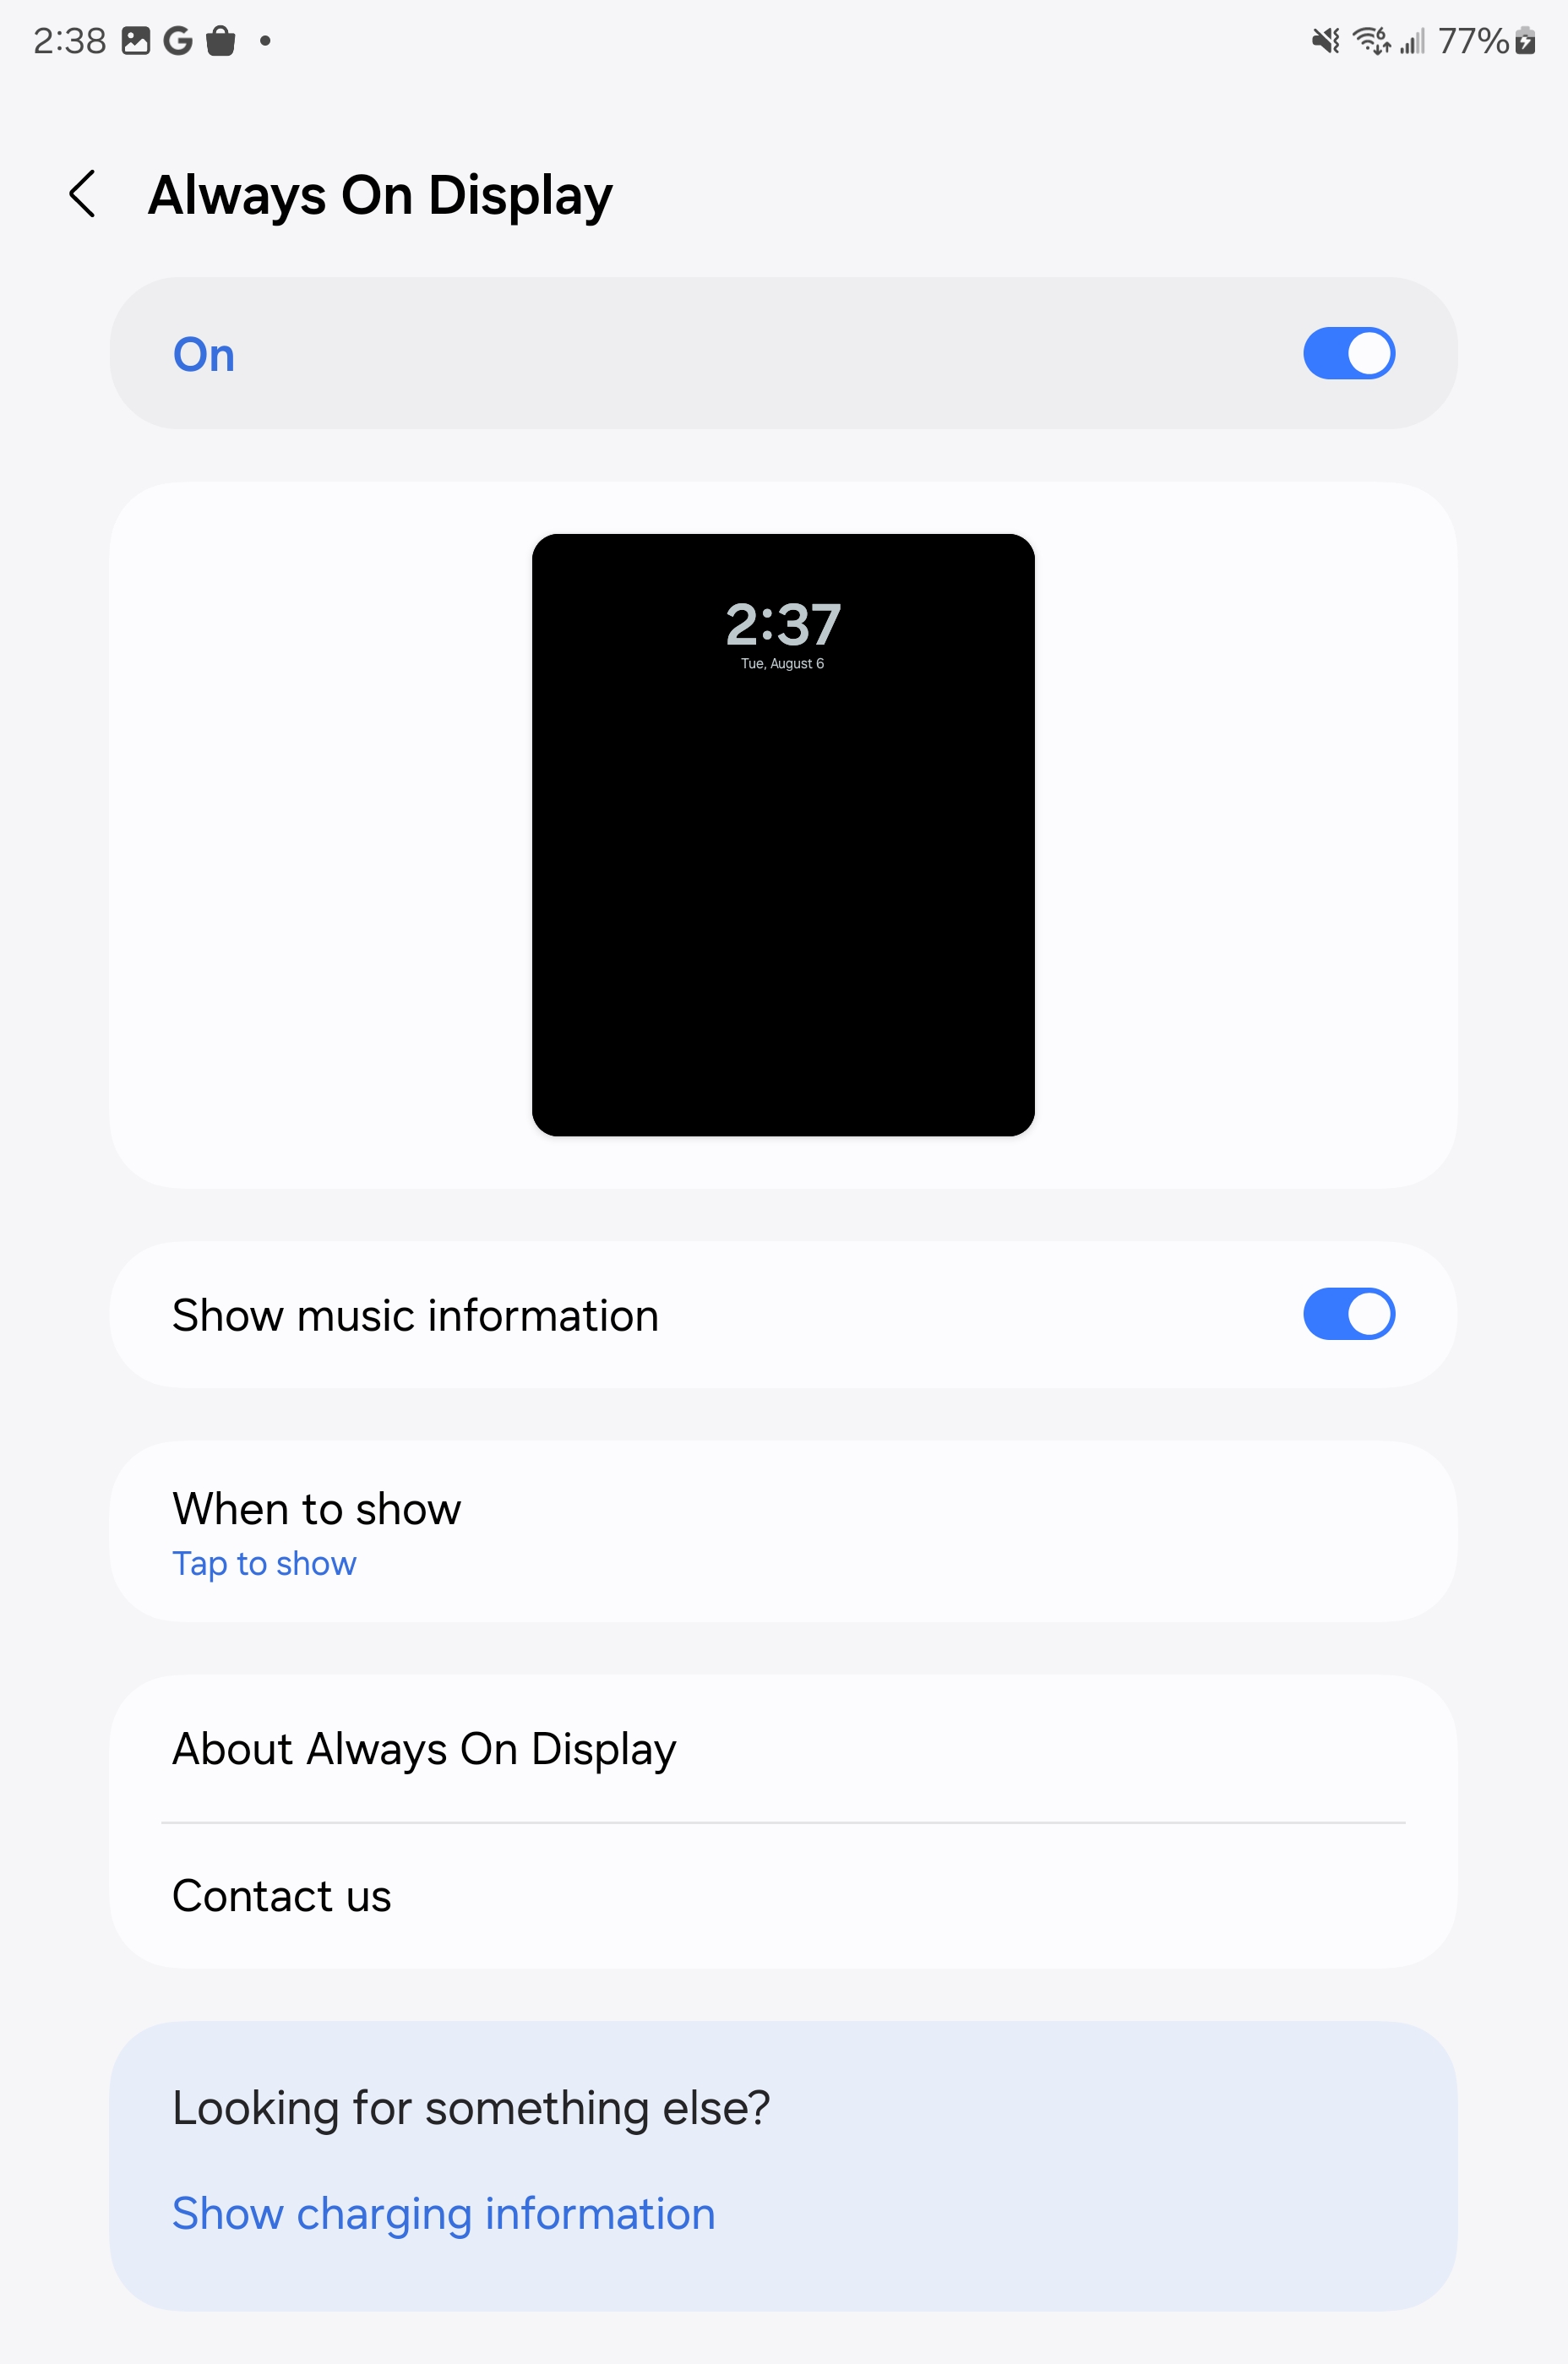 2:38
77%
Always On Display
On
2:37
Tue, August 6
Show music information
When to show
Tap to show
About Always On Display
Contact us
Looking for something else?
Show charging information